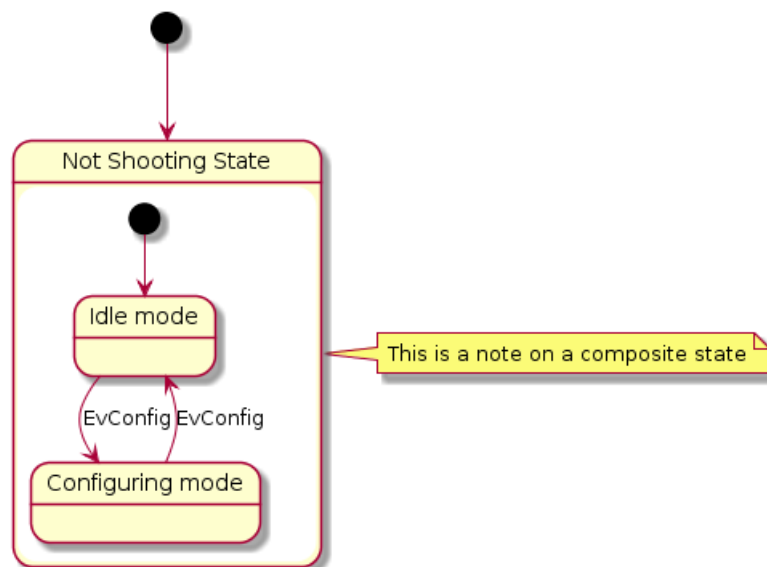 Not Shooting State
Idle mode
This is a note on a composite state
EvConfig EvConfig
Configuring mode